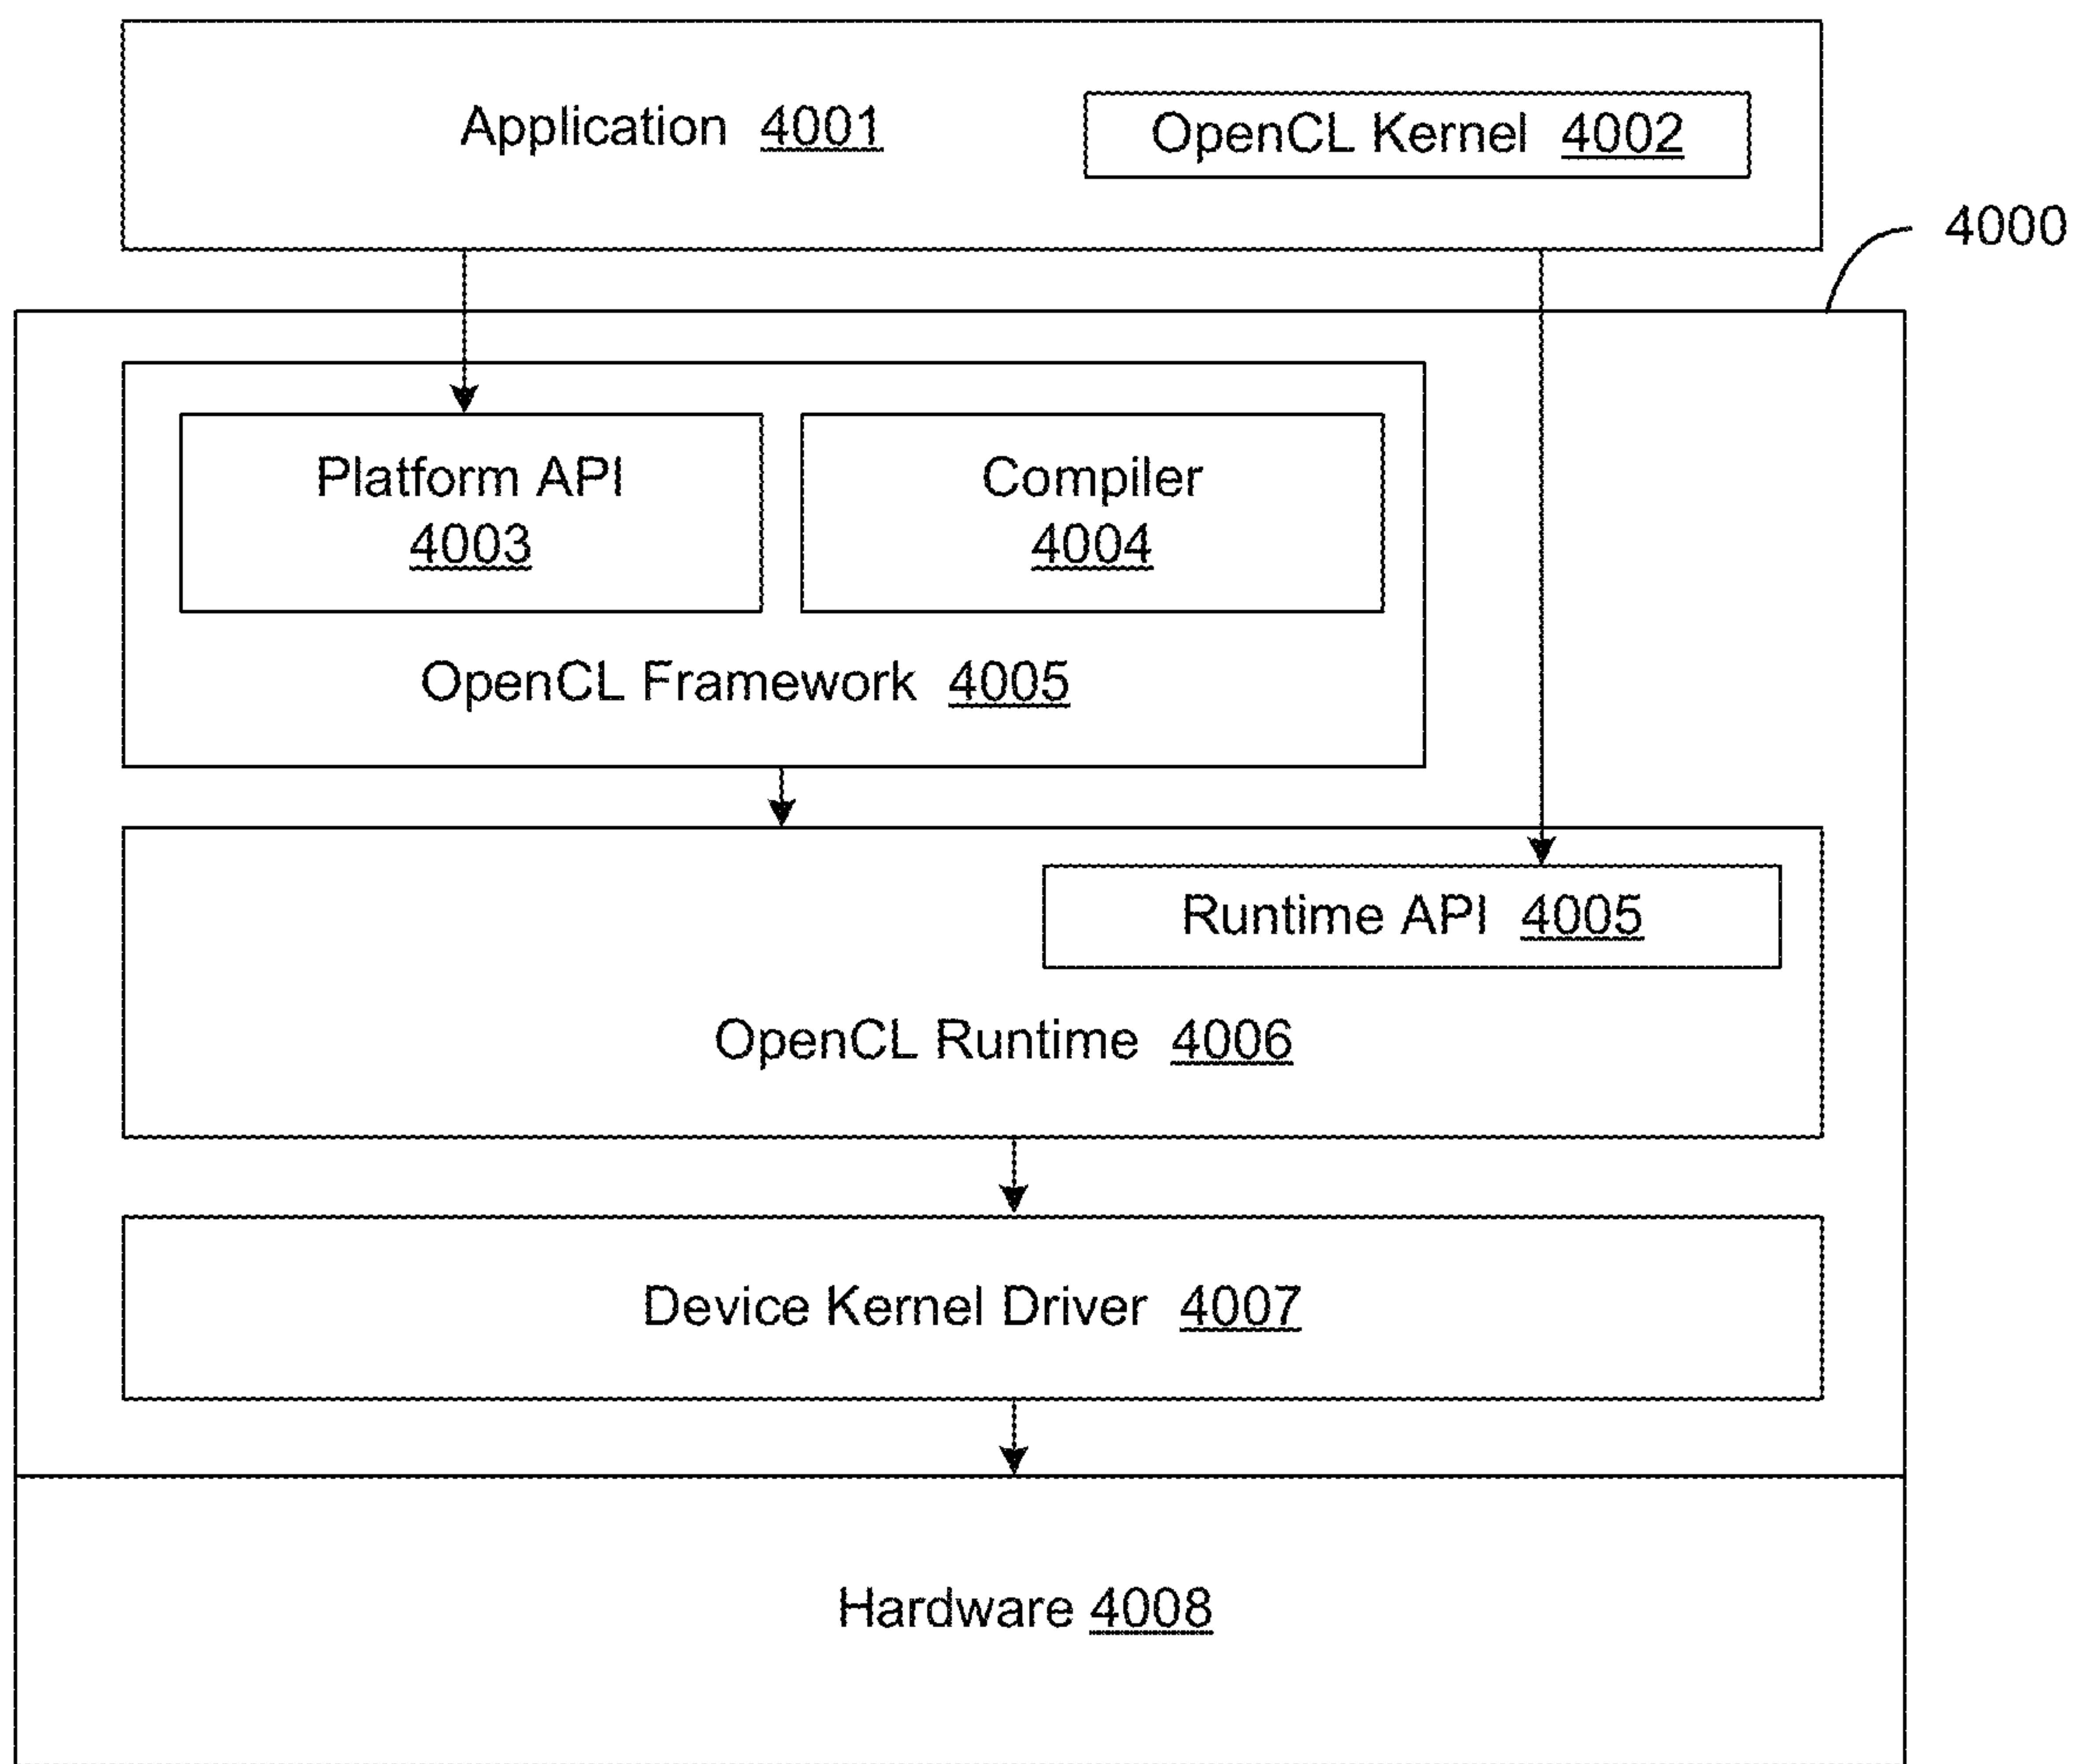 Application 4001
OpenCL Kernel 4002
4000
Platform API
4003
Compiler
4004
OpenCL Framework 4005
Runtime API 4005
OpenCL Runtime 4006
Device Kernel Driver 4007
Hardware 4008